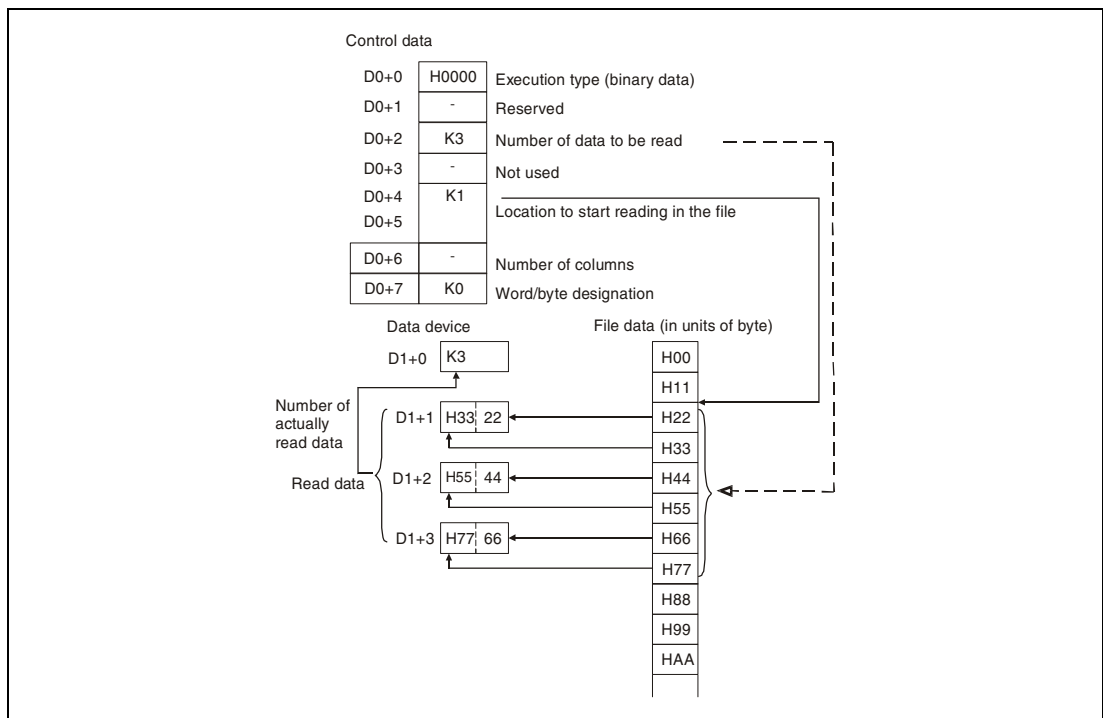 Control data
D0+0 H0000 Execution type (binary data)
D0+1 - Reserved
D0+2 K3 Number of data to be read
D0+3 - Not used
D0+4 K1
Location to start reading in the file
D0+5
D0+6 - Number of columns
D0+7 K0 Word/byte designation
Data device File data (in units of byte)
D1+0 K3 H00
H11
Number of
actually
read data
D1+1 H33 22 H22
H33
Read data D1+2 H55 44 H44
H55
D1+3 H77 66 H66
H77
H88
H99
HAA